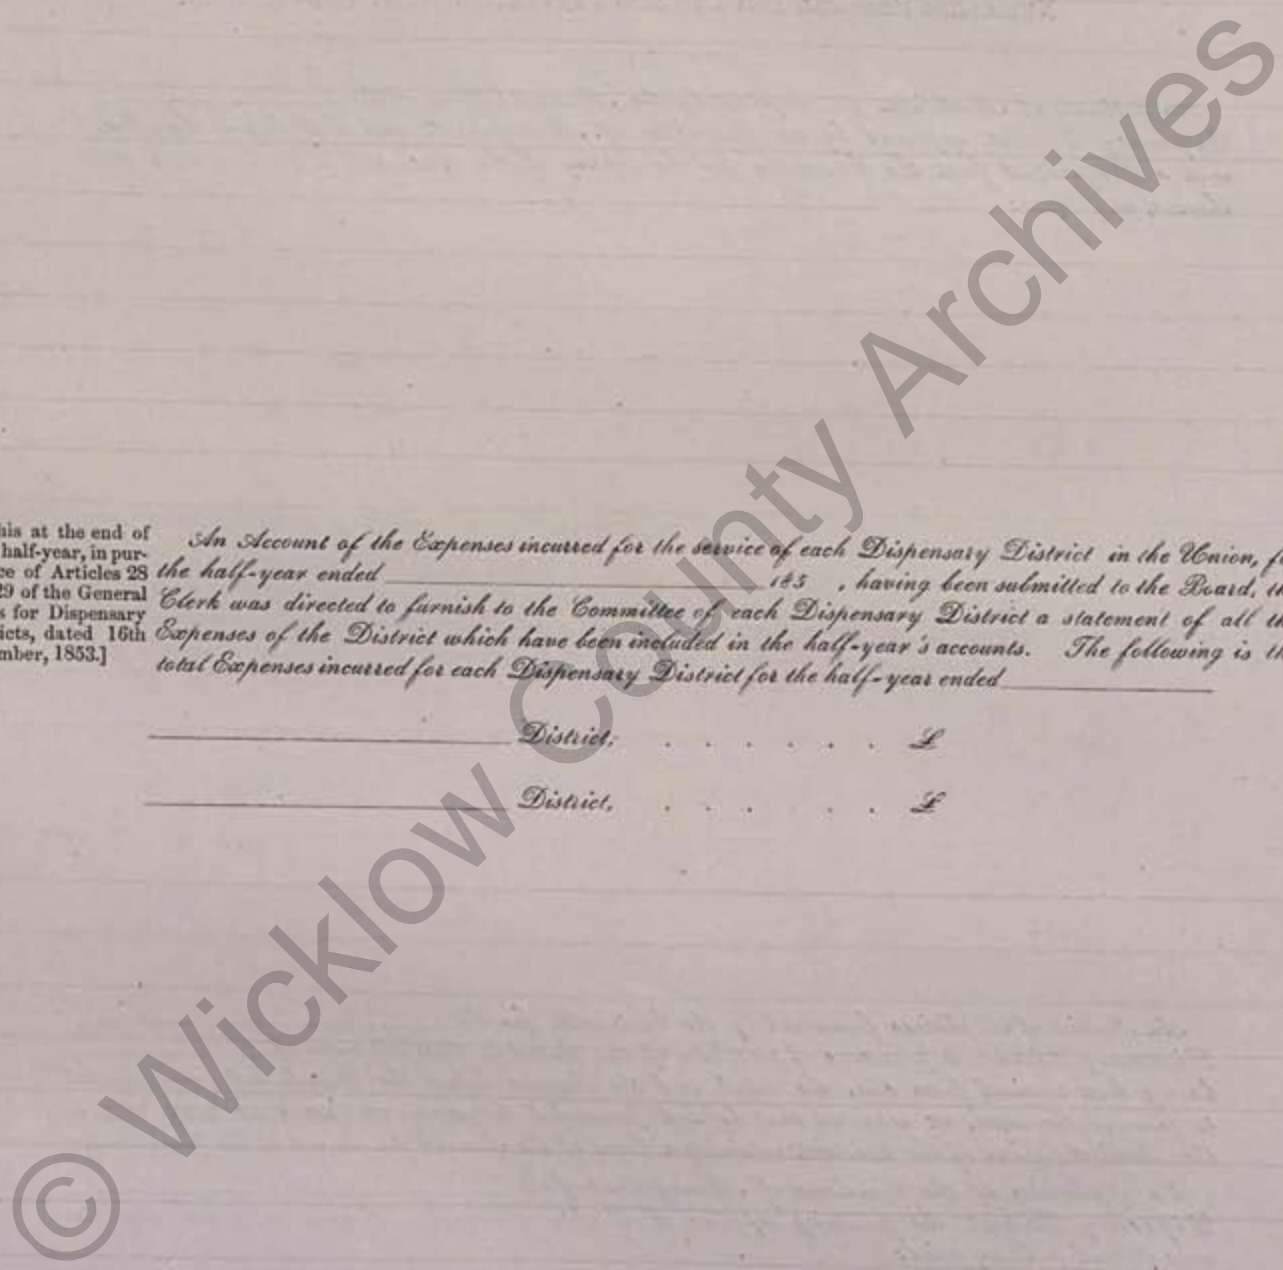 his at the end of
half-year, in pur-
ce of Articles 28
29 of the General
s for Dispensary
icts, dated 16th
mber, 1853.]
An Account of the Expenses incurred for the service of each Dispensary District in the Union, f
the half-year ended 185 , having been submitted to the Board, th
Clerk was directed to furnish to the Committee of each Dispensary District a statement of all th
Expenses of the District which have been included in the half-year's accounts. The following is th
total Expenses incurred for each Dispensary District for the half-year ended
District, . . . . . . £
District, . . . . . £
© Wicklow County Archives